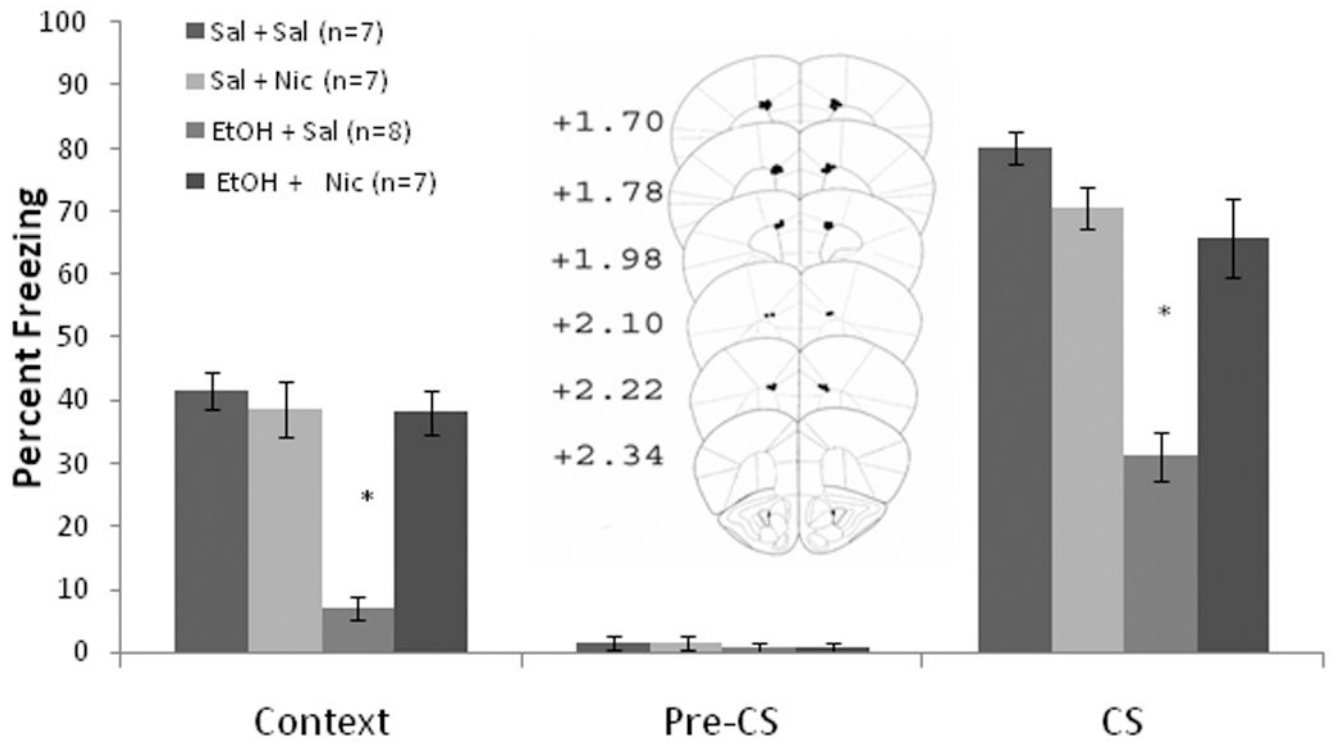 Percent Freezing
100
90
80
70
60
50
40
30
20
10
0
Sal + Sal (n=7)
Sal + Nic (n=7)
EtOH + Sal (n=8)
EtOH + Nic (n=7)
+1.70
+1.78
+1.98
+2.10
+2.22
+2.34
*
*
Context
Pre-CS
CS